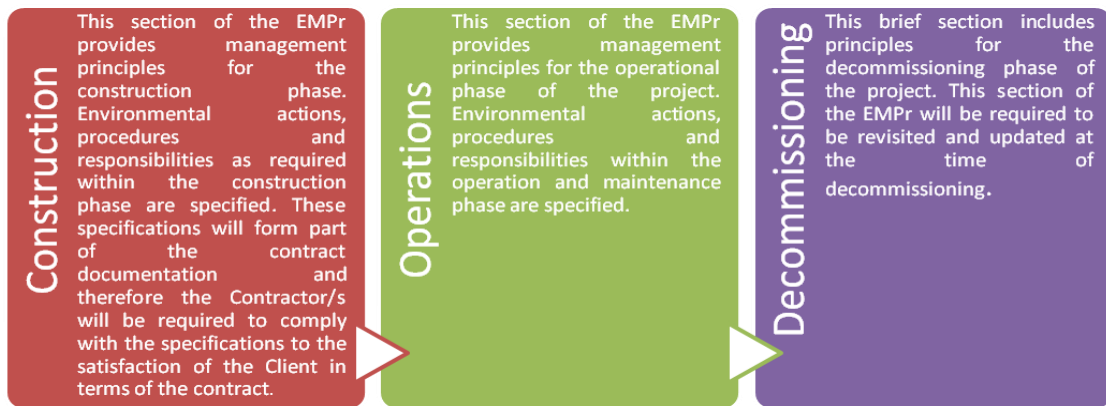 Construction
This section of the EMPr
provides management
principles for the
construction phase.
Environmental actions,
procedures and
responsibilities as required
within the construction
phase are specified. These
specifications will form part
of the contract
documentation and
therefore the Contractor/s
will be required to comply
with the specifications to the
satisfaction of the Client in
terms of the contract.
Operations
This section of the EMPr
provides management
principles for the operational
phase of the project.
Environmental actions,
procedures and
responsibilities within the
operation and maintenance
phase are specified.
Decommissioning
This brief section includes
principles for the
decommissioning phase of
the project. This section of
the EMPr will be required to
be revisited and updated at
the time of
decommissioning.